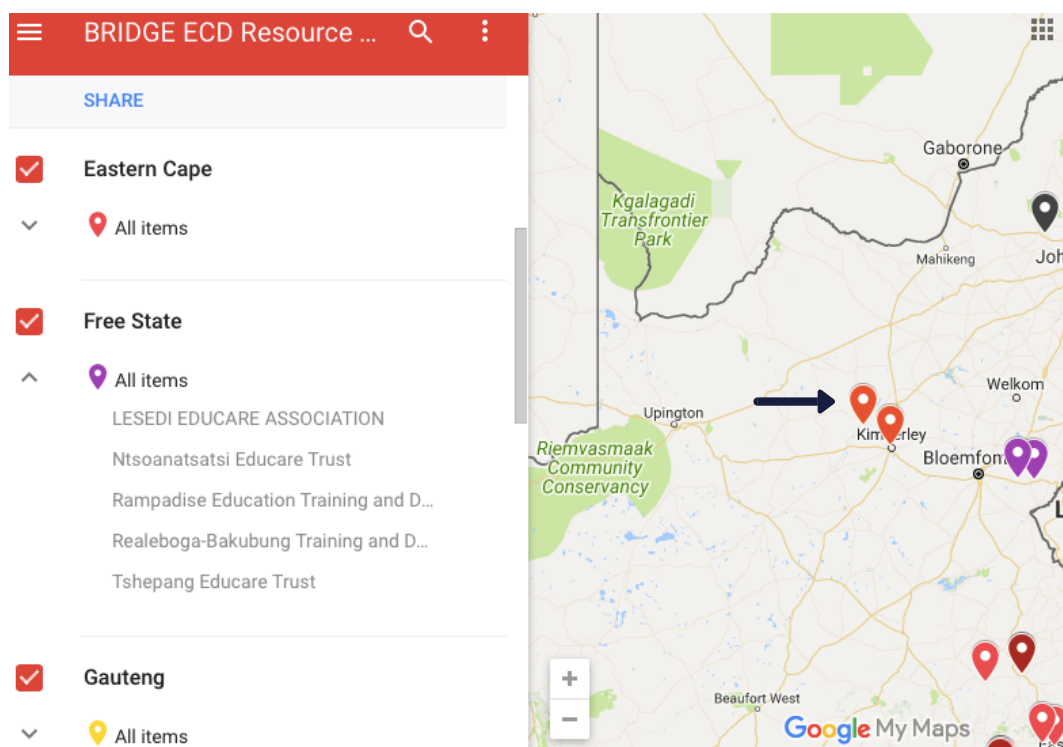 BRIDGE ECD Resource ...
SHARE
Eastern Cape
All items
Free State
All items
LESEDI EDUCARE ASSOCIATION
Ntsoanatsatsi Educare Trust
Rampadise Education Training and D...
Realeboga-Bakubung Training and D...
Tshepang Educare Trust
Gauteng
All items
Gaborone
Kgalagadi
Transfrontier
Park
Mahikeng
Joh
Welkom
Upington
Kimberley
Riemvasmaak
Community
Conservancy
Bloemfon
L
Beaufort West
Google My Maps